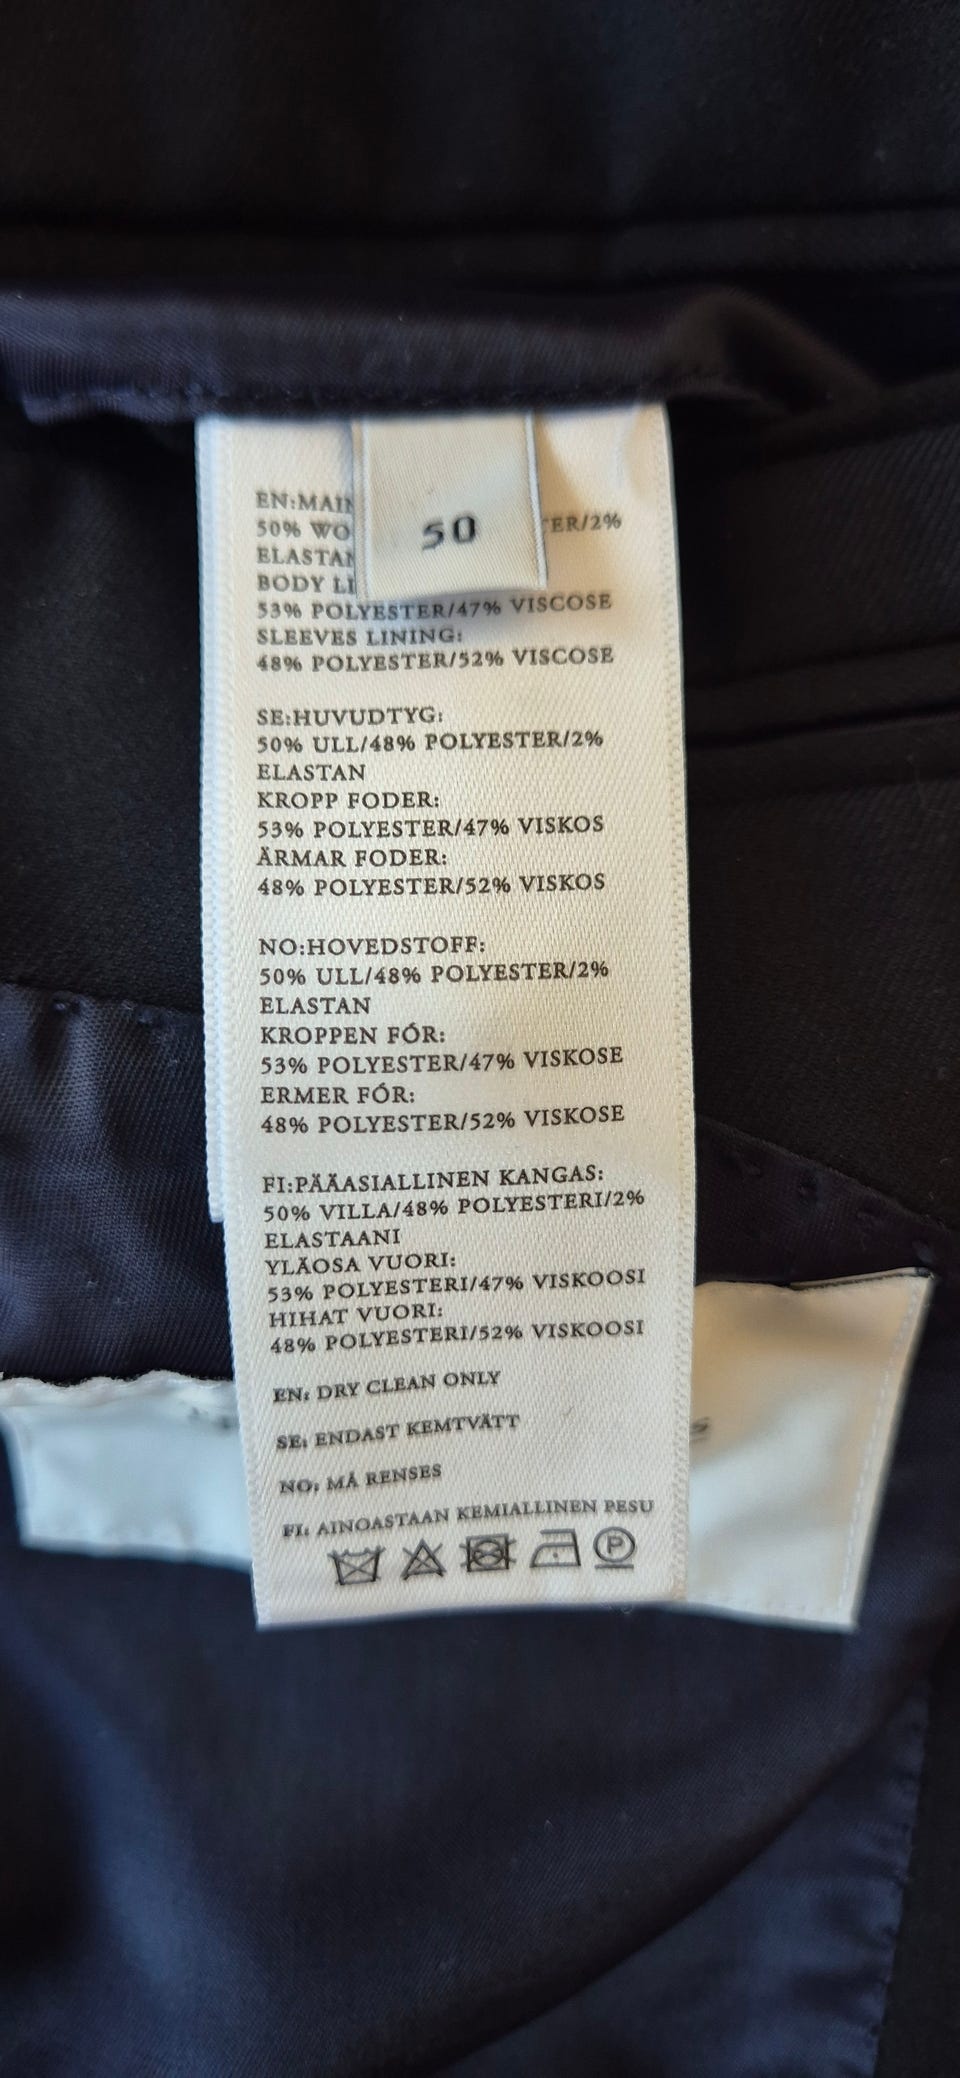 50
EN:MAIN
50% WO ER/2%
ELASTAN
BODY LI
53% POLYESTER/47% VISCOSE
SLEEVES LINING:
48% POLYESTER/52% VISCOSE
SE:HUVUDTYG:
50% ULL/48% POLYESTER/2%
ELASTAN
KROPP FODER:
53% POLYESTER/47% VISKOS
ÄRMAR FODER:
48% POLYESTER/52% VISKOS
NO:HOVEDSTOFF:
50% ULL/48% POLYESTER/2%
ELASTAN
KROPPEN FÓR:
53% POLYESTER/47% VISKOSE
ERMER FÓR:
48% POLYESTER/52% VISKOSE
FI:PÄÄASIALLINEN KANGAS:
50% VILLA/48% POLYESTERI/2%
ELASTAANI
YLÄOSA VUORI:
53% POLYESTERI/47% VISKOOSI
HIHAT VUORI:
48% POLYESTERI/52% VISKOOSI
EN: DRY CLEAN ONLY
SE: ENDAST KEMTVÄTT
NO: MÅ RENSES
FI: AINOASTAAN KEMIALLINEN PESU
P